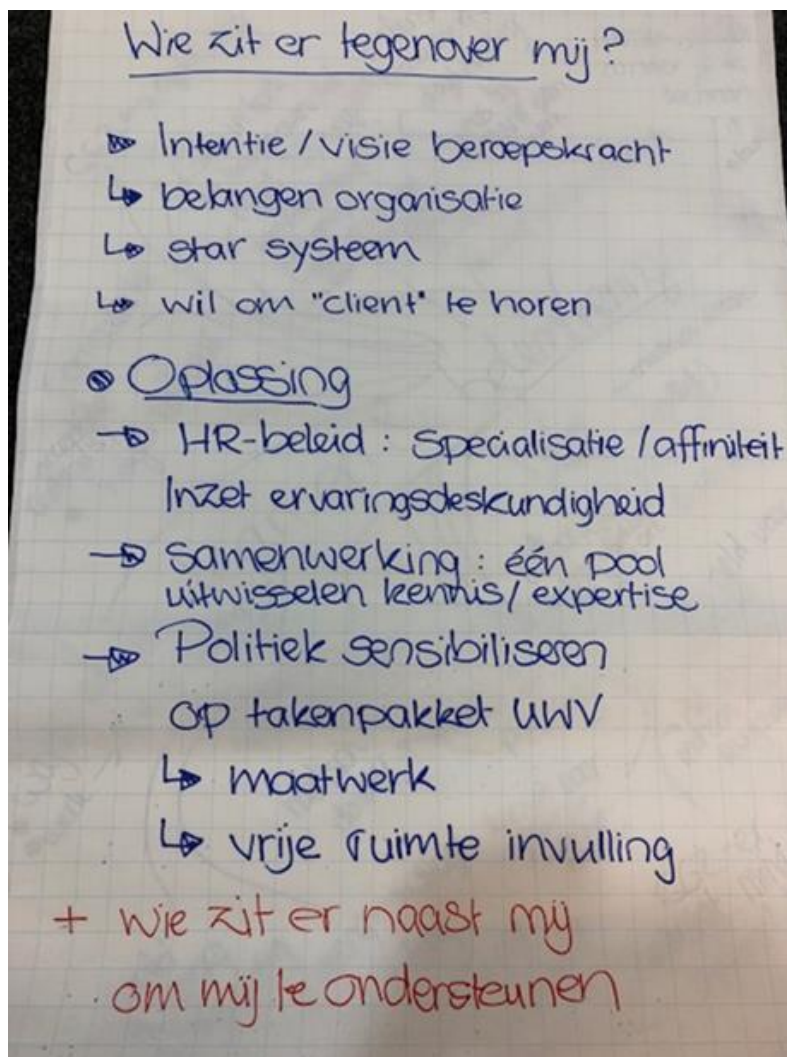 Wie zit er tegenover mij?
Intentie / visie beroepskracht
belangen organisatie
star systeem
wil om "client" te horen
Oplossing
HR-beleid : Specialisatie / affiniteit
Inzet ervaringsdeskundigheid
Samenwerking : één pool
uitwisselen kennis / expertise
Politiek sensibiliseren
op takenpakket UWV
maatwerk
vrije ruimte invulling
+ Wie zit er naast mij
om mij te ondersteunen